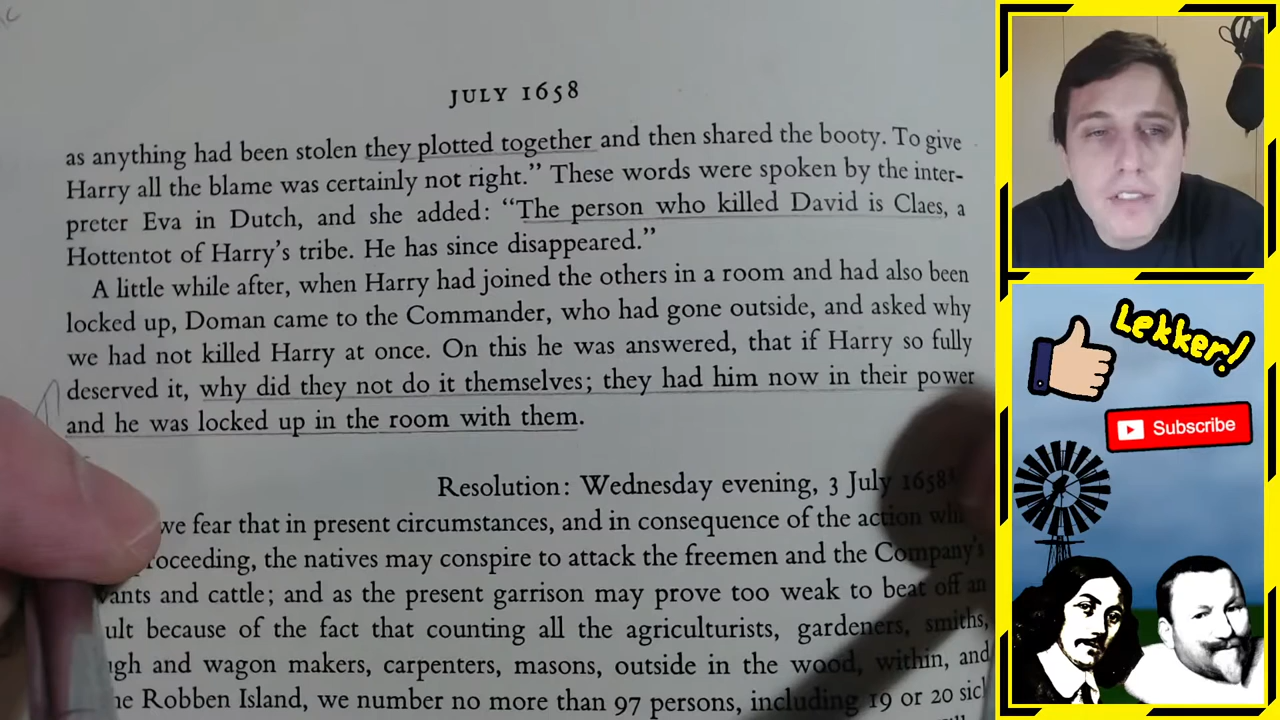 JULY 1658
as anything had been stolen they plotted together and then shared the booty. To give
Harry all the blame was certainly not right.” These words were spoken by the inter-
preter Eva in Dutch, and she added: “The person who killed David is Claes, a
Hottentot of Harry’s tribe. He has since disappeared.”
A little while after, when Harry had joined the others in a room and had also been
locked up, Doman came to the Commander, who had gone outside, and asked why
we had not killed Harry at once. On this he was answered, that if Harry so fully
deserved it, why did they not do it themselves; they had him now in their power
and he was locked up in the room with them.
Resolution: Wednesday evening, 3 July 1658
we fear that in present circumstances, and in consequence of the action
roceeding, the natives may conspire to attack the freemen and the Company's
vants and cattle; and as the present garrison may prove too weak to beat off an
ult because of the fact that counting all the agriculturists, gardeners, smiths,
gh and wagon makers, carpenters, masons, outside in the wood, within, and
Robben Island, we number no more than 97 persons, including 19 or 20
Lekker!
Subscribe